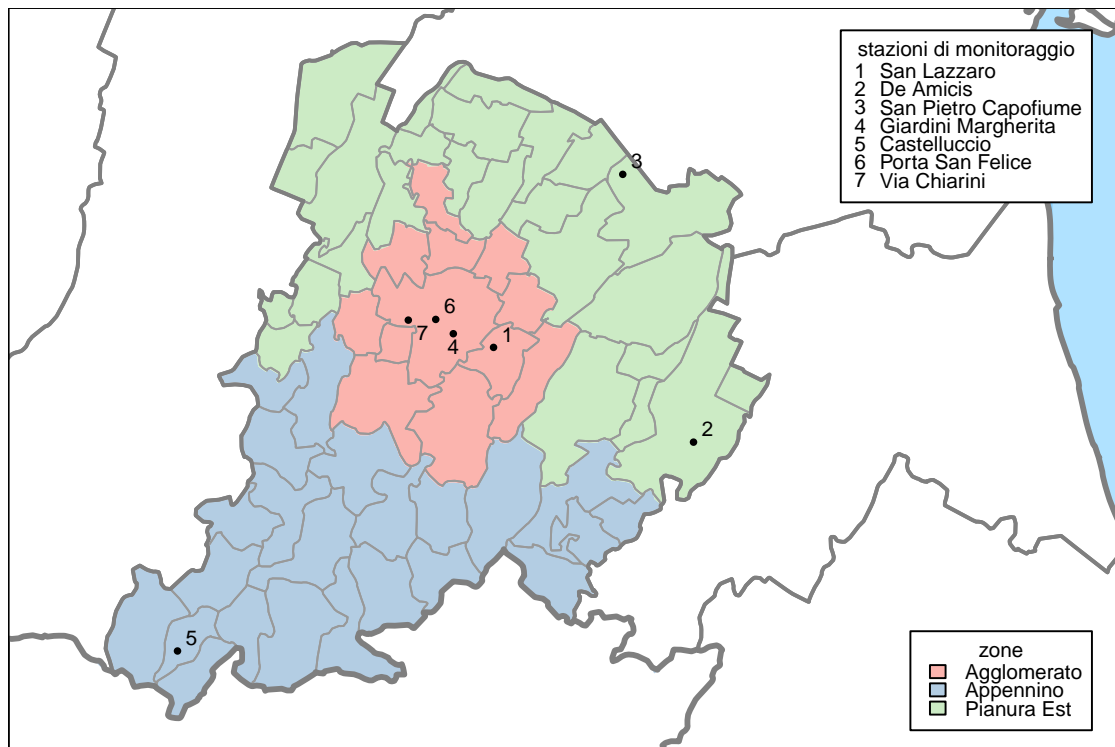 stazioni di monitoraggio
1 San Lazzaro
2 De Amicis
3 San Pietro Capofiume
4 Giardini Margherita
5 Castelluccio
6 Porta San Felice
7 Via Chiarini
3
6
7
4
1
2
5
zone
Agglomerato
Appennino
Pianura Est